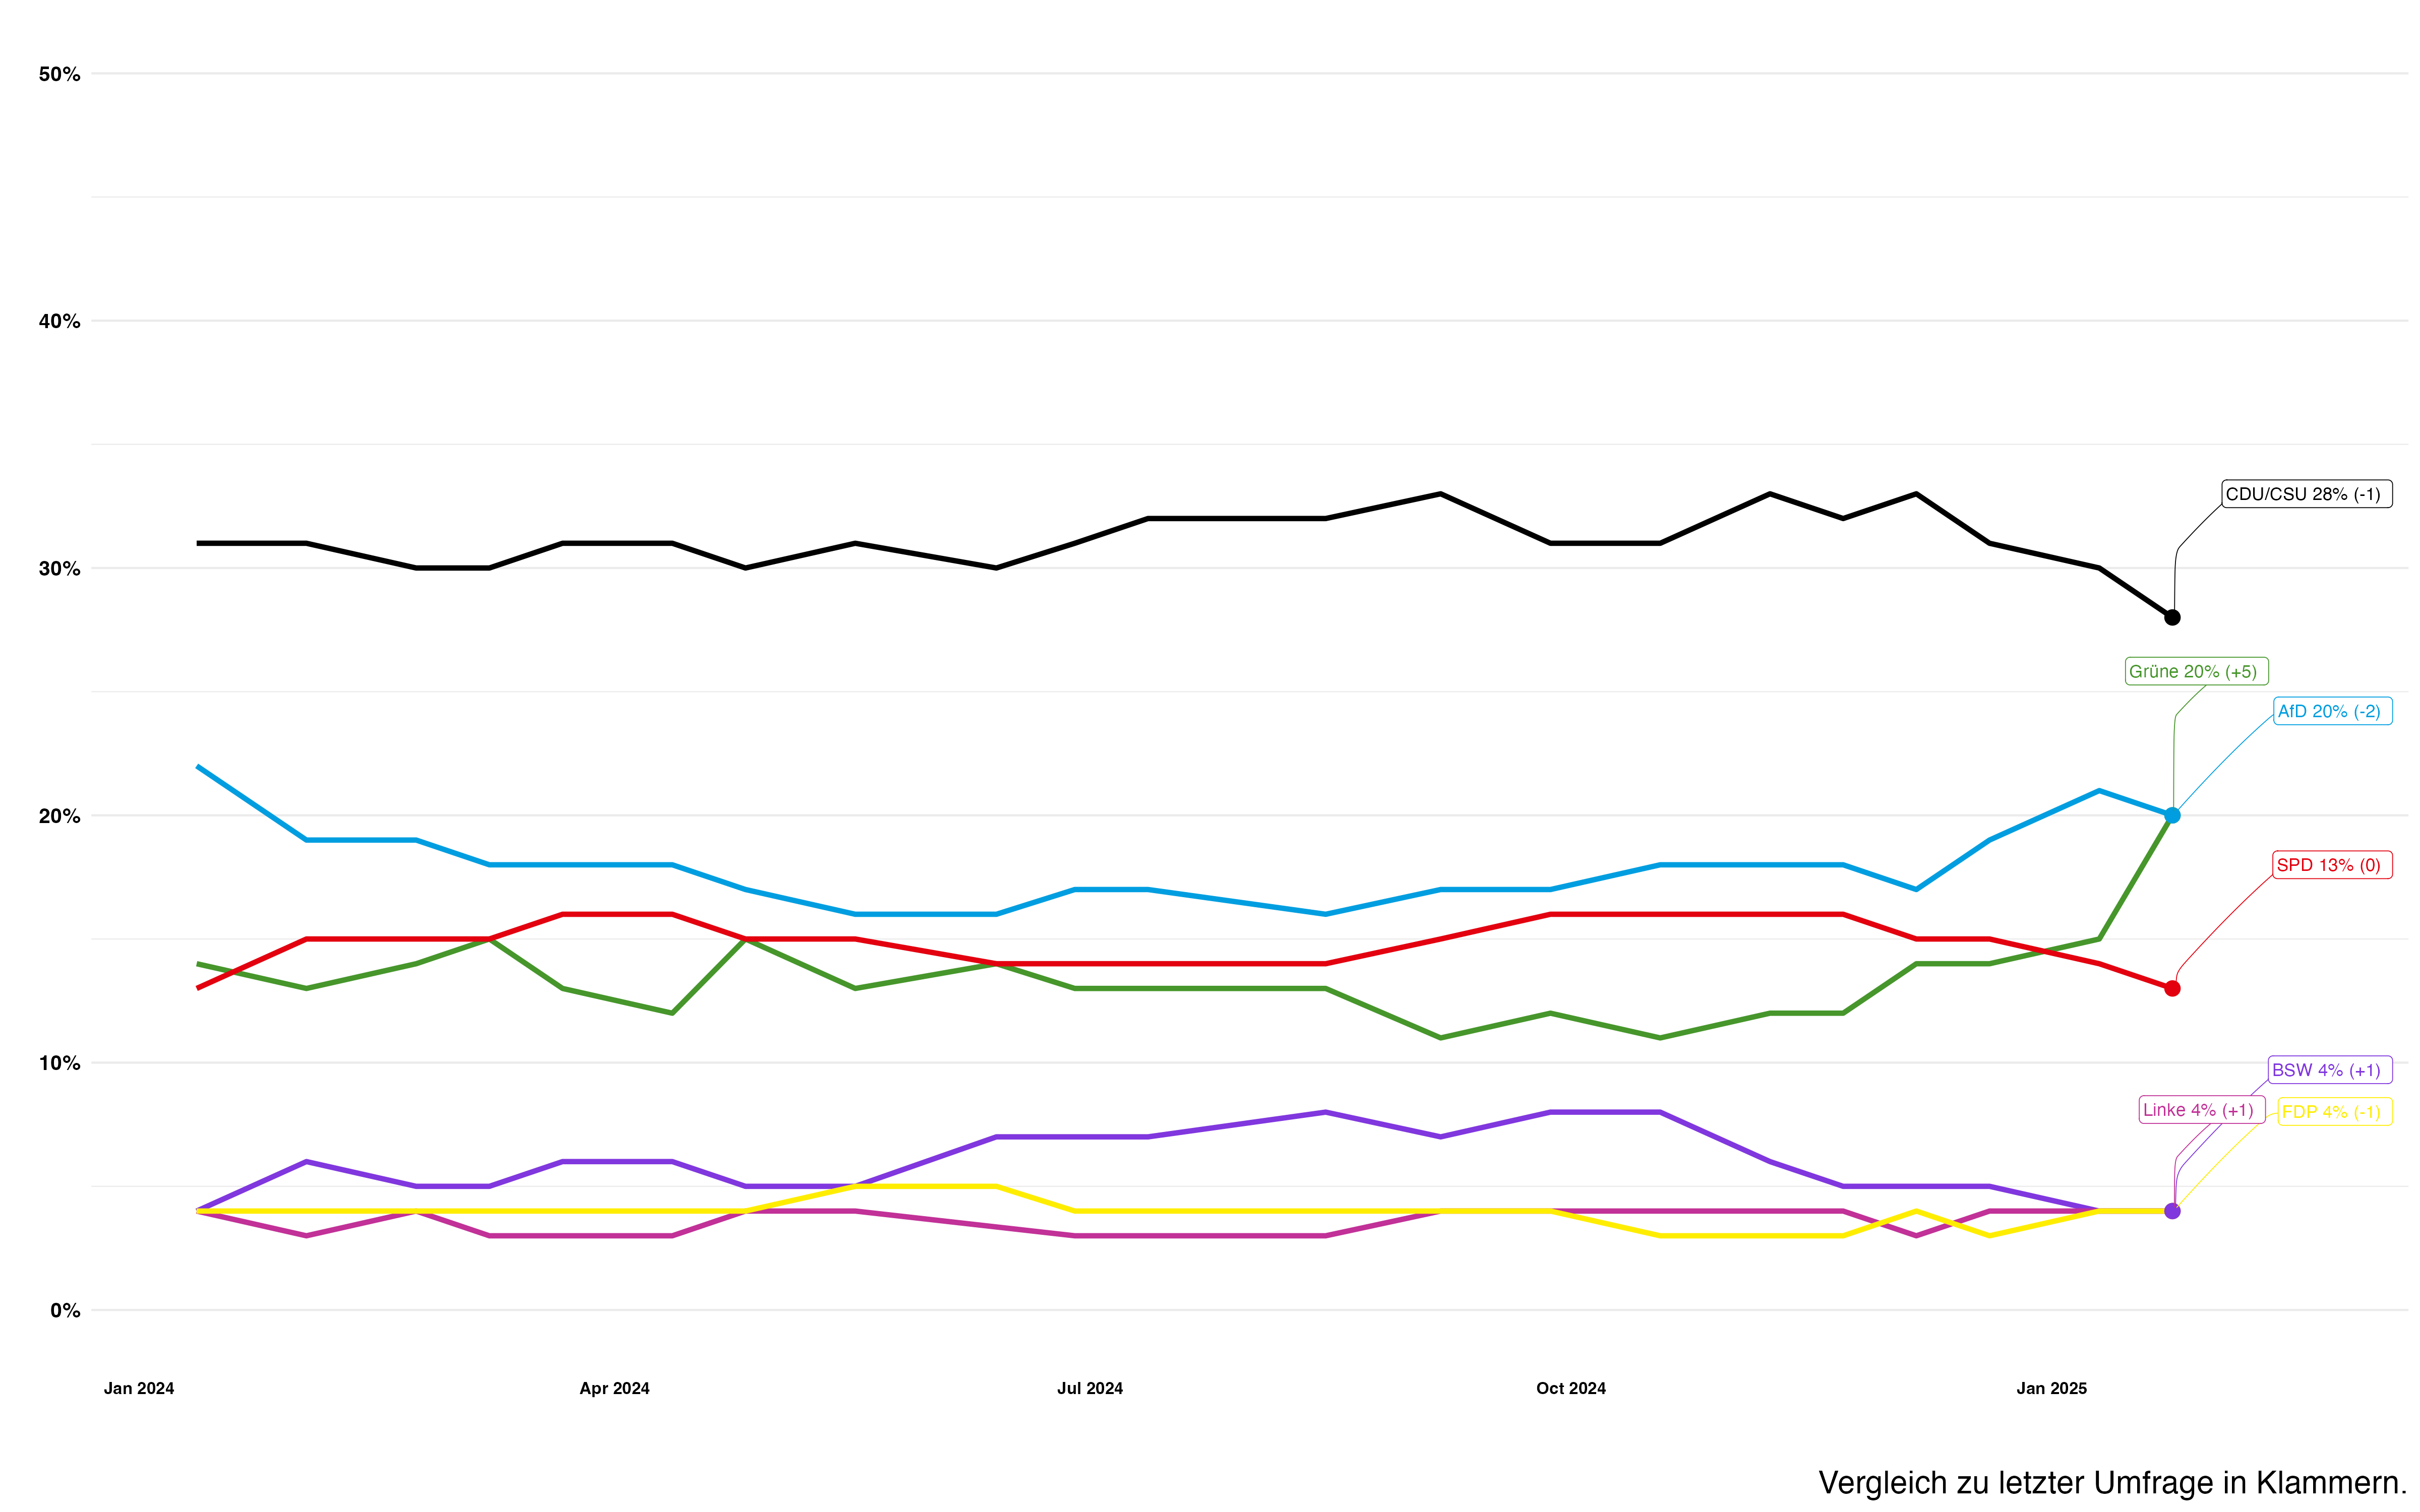 50%
40%
30%
20%
10%
0%
CDU/CSU 28% (-1)
Grüne 20% (+5)
AfD 20% (-2)
SPD 13% (0)
BSW 4% (+1)
Linke 4% (+1)
FDP 4% (-1)
Jan 2024
Apr 2024
Jul 2024
Oct 2024
Jan 2025
Vergleich zu letzter Umfrage in Klammern.